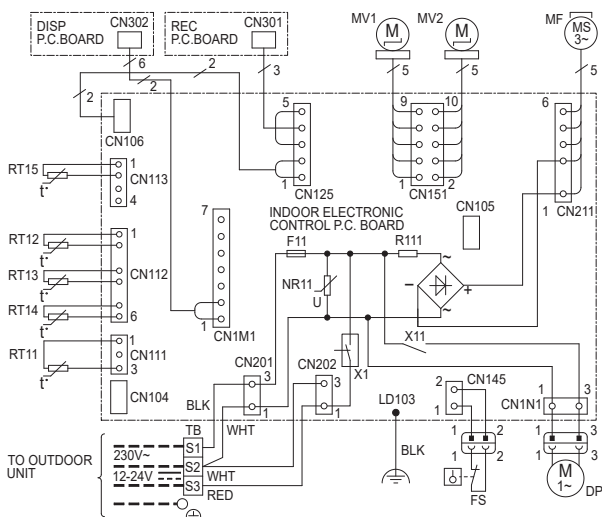 DISP CN302
P.C.BOARD
REC CN301
P.C.BOARD
MV1
M
MV2
M
MF
MS
3~
6
2
2
3
5
5
5
2
CN106
5
1
CN125
9
10
1
2
CN151
6
1
CN211
RT15
t°
1
4
CN113
INDOOR ELECTRONIC
CONTROL P.C. BOARD
CN105
7
1
CN1M1
F11
R111
NR11
U
~
−
+
~
RT12
t°
RT13
t°
RT14
t°
1
6
CN112
X11
RT11
t°
1
3
CN111
CN104
CN201
3
1
CN202
3
1
X1
LD103
2
1
CN145
1
3
CN1N1
BLK
WHT
TB
S1
S2
S3
TO OUTDOOR
UNIT
230V~
12-24V
WHT
RED
BLK
1
2
1
2
FS
1
3
1
3
M
1~
DP